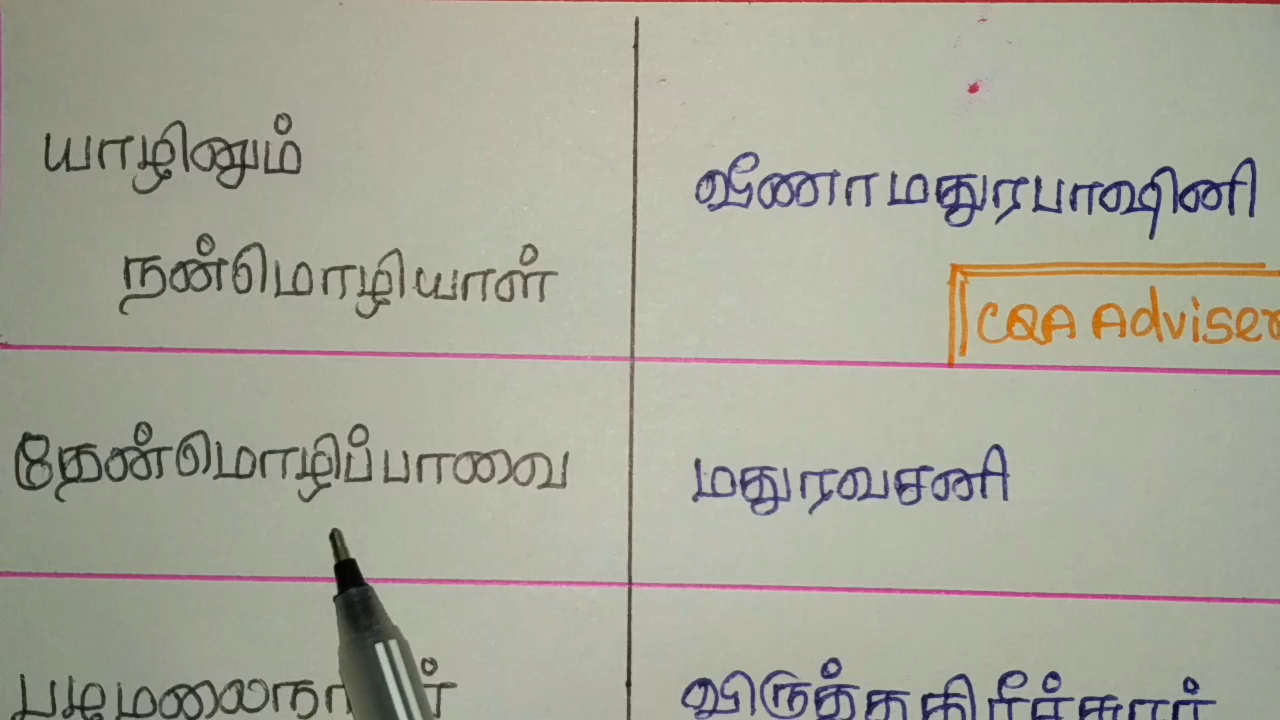 யாழினும்
நன்மொழியாள்
வீணாமதுரபாஷினி
CQA Adviser
தேன்மொழிப்பாவை
மதுரவசனி